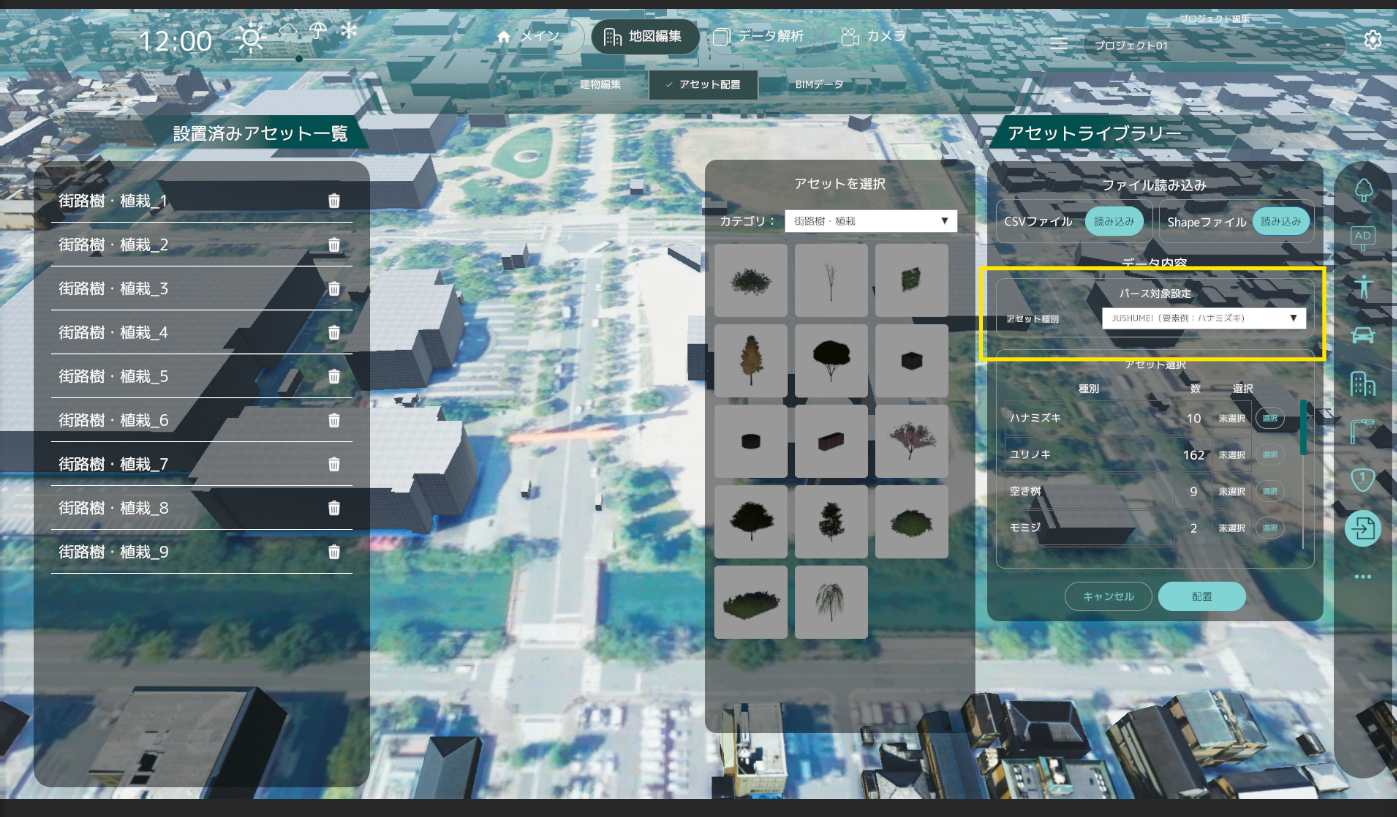 プロジェクト編集
12:00
メイン
地図編集
データ解析
カメラ
プロジェクト01
建物編集
✓ アセット配置
BIMデータ
設置済みアセット一覧
街路樹・植栽_1
街路樹・植栽_2
街路樹・植栽_3
街路樹・植栽_4
街路樹・植栽_5
街路樹・植栽_6
街路樹・植栽_7
街路樹・植栽_8
街路樹・植栽_9
アセットを選択
カテゴリ： 街路樹・植栽 ▼
アセットライブラリー
ファイル読み込み
CSVファイル 読み込み Shapeファイル 読み込み
データ内容
パース対象設定
アセット種別 JUSHUMEI（要素例：ハナミズキ） ▼
アセット選択
種別 数 選択
ハナミズキ 10 未選択 選択
ユリノキ 162 未選択 選択
空き桝 9 未選択 選択
モミジ 2 未選択 選択
キャンセル 配置
AD
1